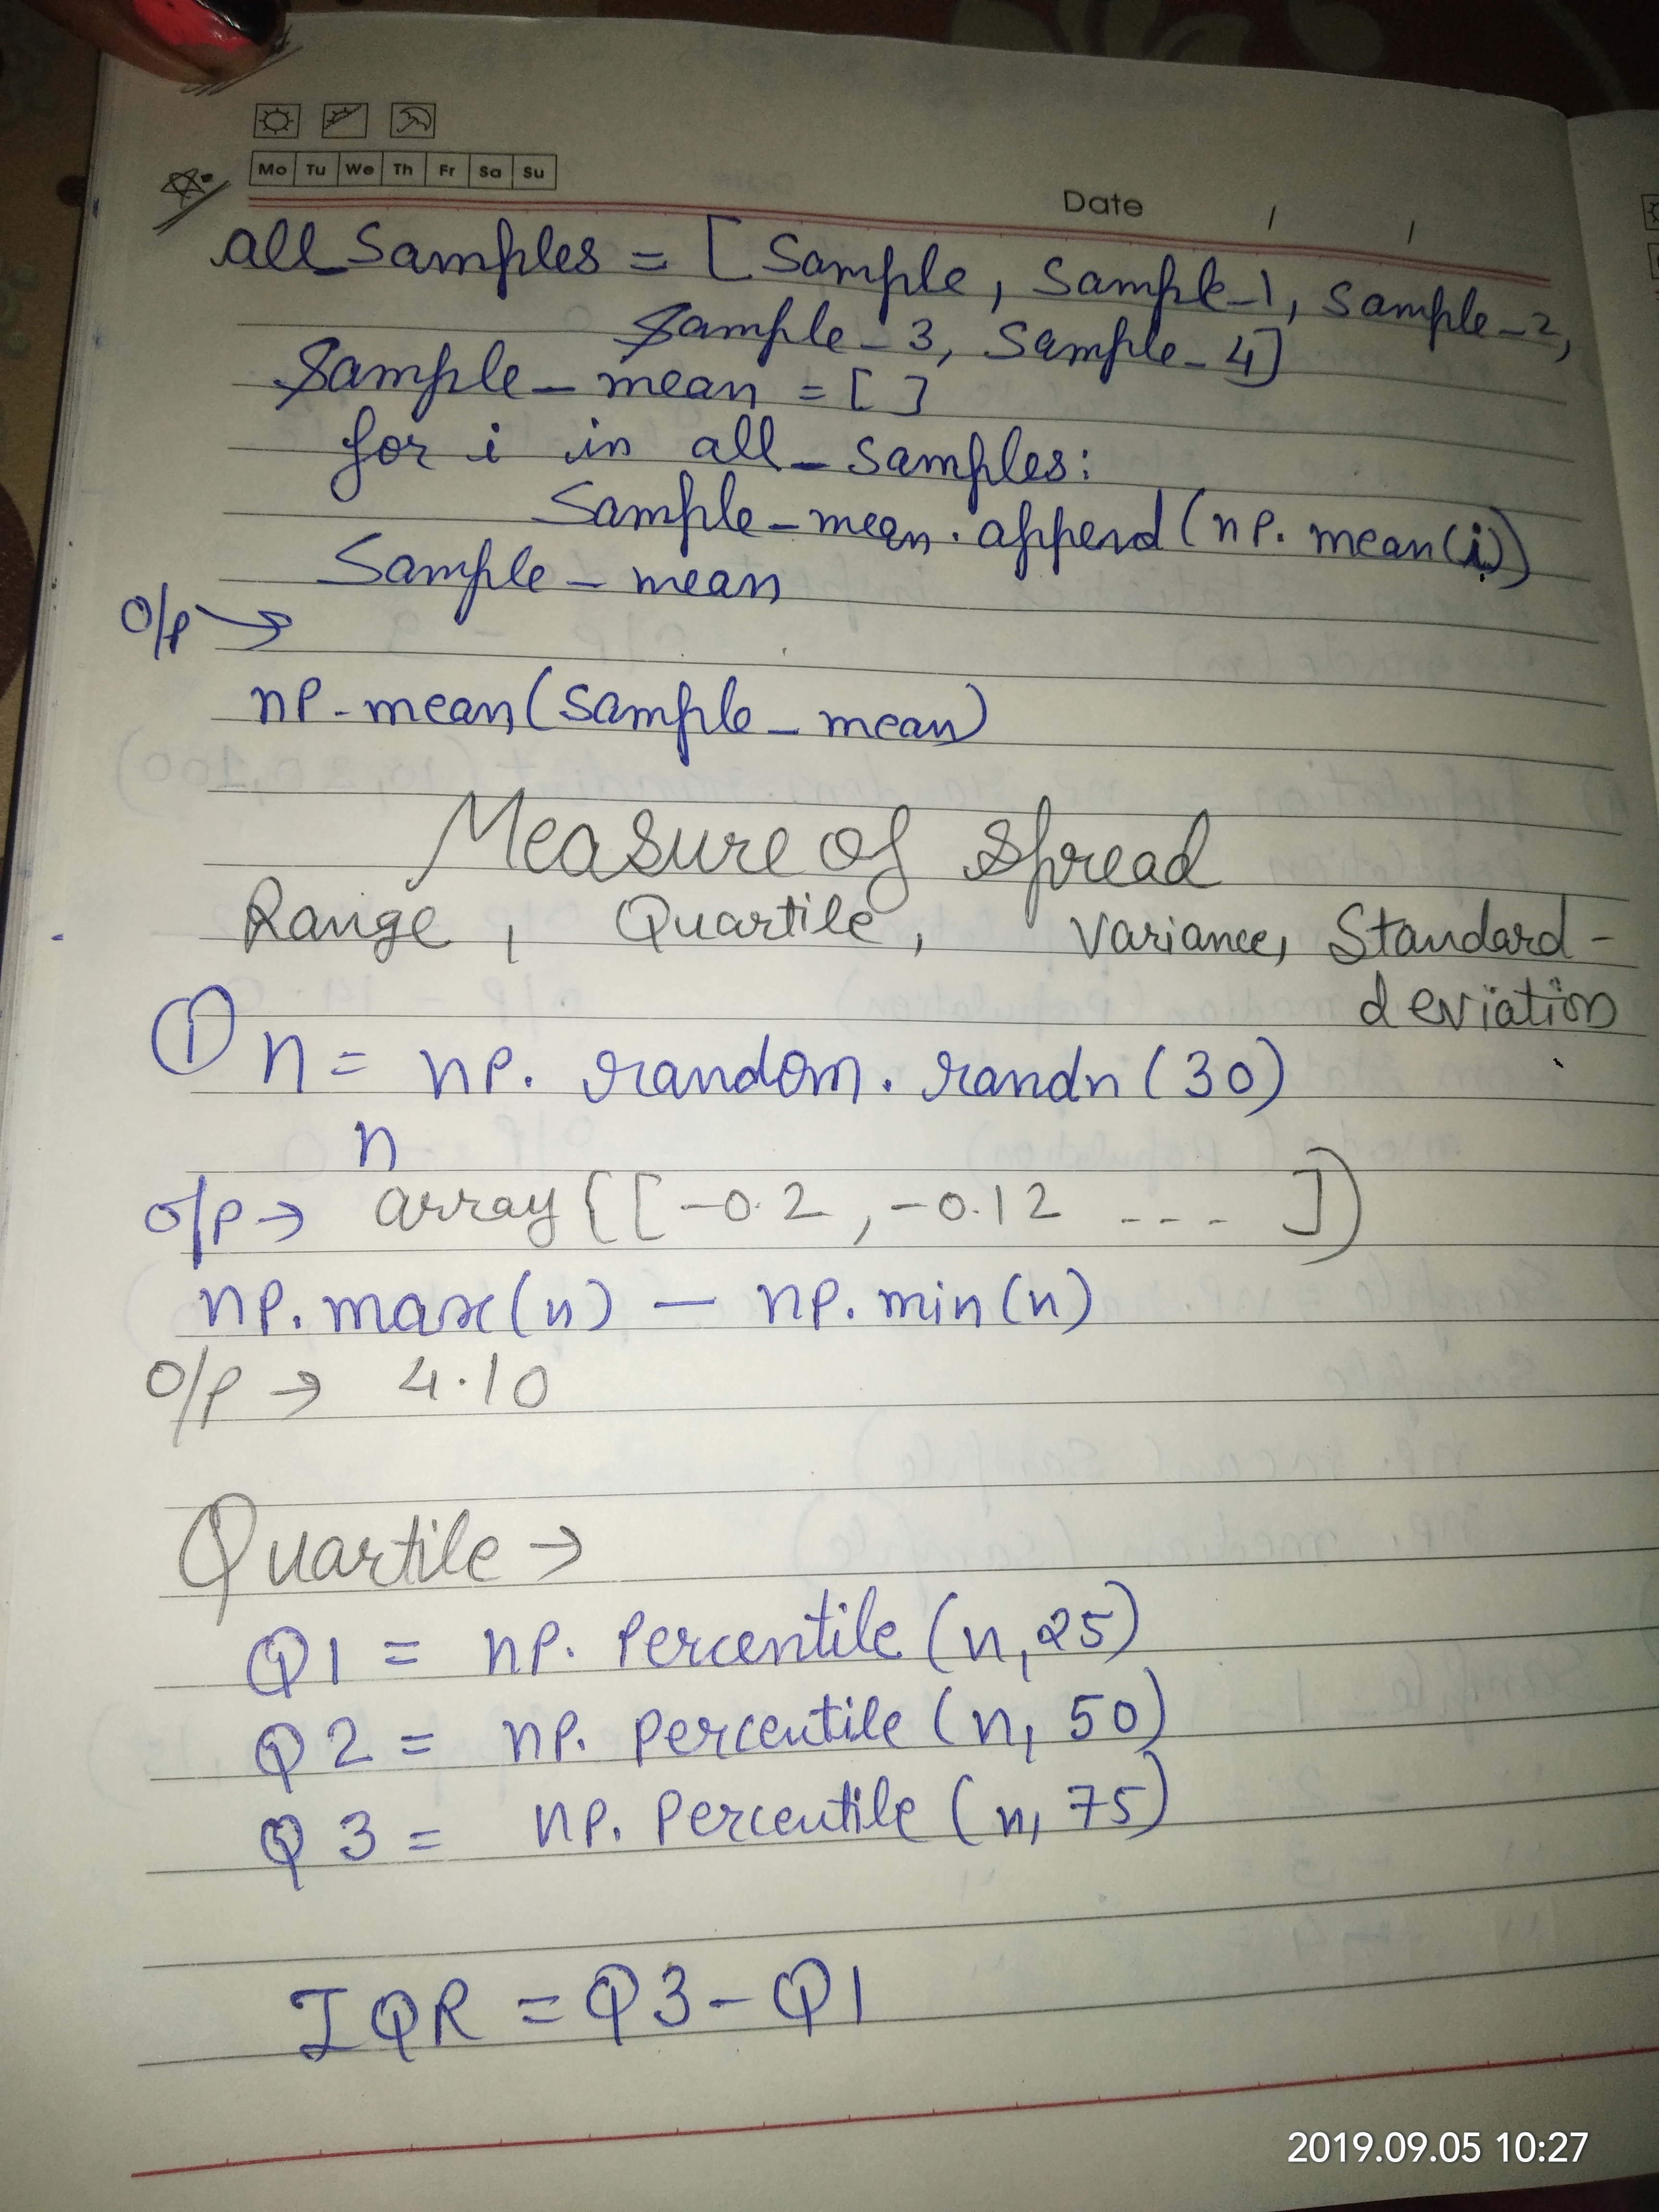 Mo Tu We Th Fr Sa Su
Date / /
all_samples = [sample, sample_1, sample_2,
sample_3, sample_4]
Sample_mean = [ ]
for i in all_samples:
Sample_mean.append(np.mean(i))
Sample_mean
o/p →
np.mean(sample_mean)
Measure of spread
Range, Quartile, Variance, Standard-
deviation
① n = np.random.randn(30)
n
o/p → array([-0.2, -0.12 ---- ])
np.max(n) - np.min(n)
o/p → 4.10
Quartile →
Q1 = np.percentile(n, 25)
Q2 = np.percentile(n, 50)
Q3 = np.percentile(n, 75)
IQR = Q3 - Q1
2019.09.05 10:27